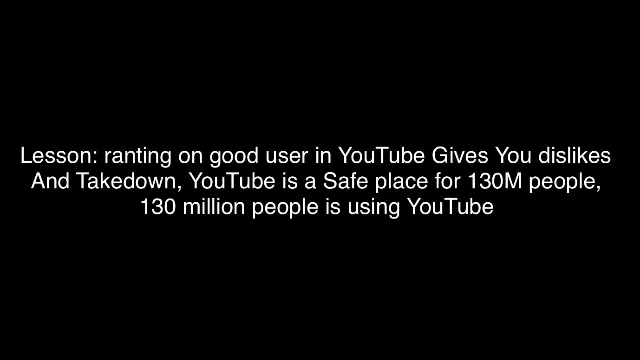 Lesson: ranting on good user in YouTube Gives You dislikes
And Takedown, YouTube is a Safe place for 130M people,
130 million people is using YouTube